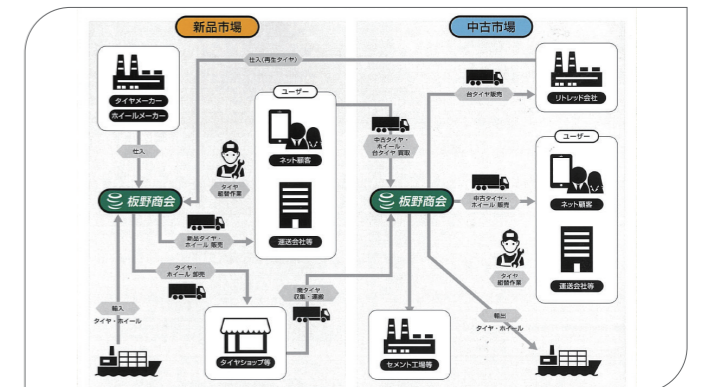 新品市場
中古市場
タイヤメーカー
ホイールメーカー
仕入
仕入(再生タイヤ)
ユーザー
ネット顧客
運送会社等
タイヤ
組替作業
板野商会
新品タイヤ・
ホイール 販売
タイヤ・
ホイール 卸売
輸入
タイヤ・ホイール
タイヤショップ等
廃タイヤ
収集・運搬
中古タイヤ・
ホイール・
台タイヤ 買取
台タイヤ販売
リトレッド会社
板野商会
中古タイヤ・
ホイール 販売
ユーザー
ネット顧客
運送会社等
タイヤ
組替作業
セメント工場等
輸出
タイヤ・ホイール